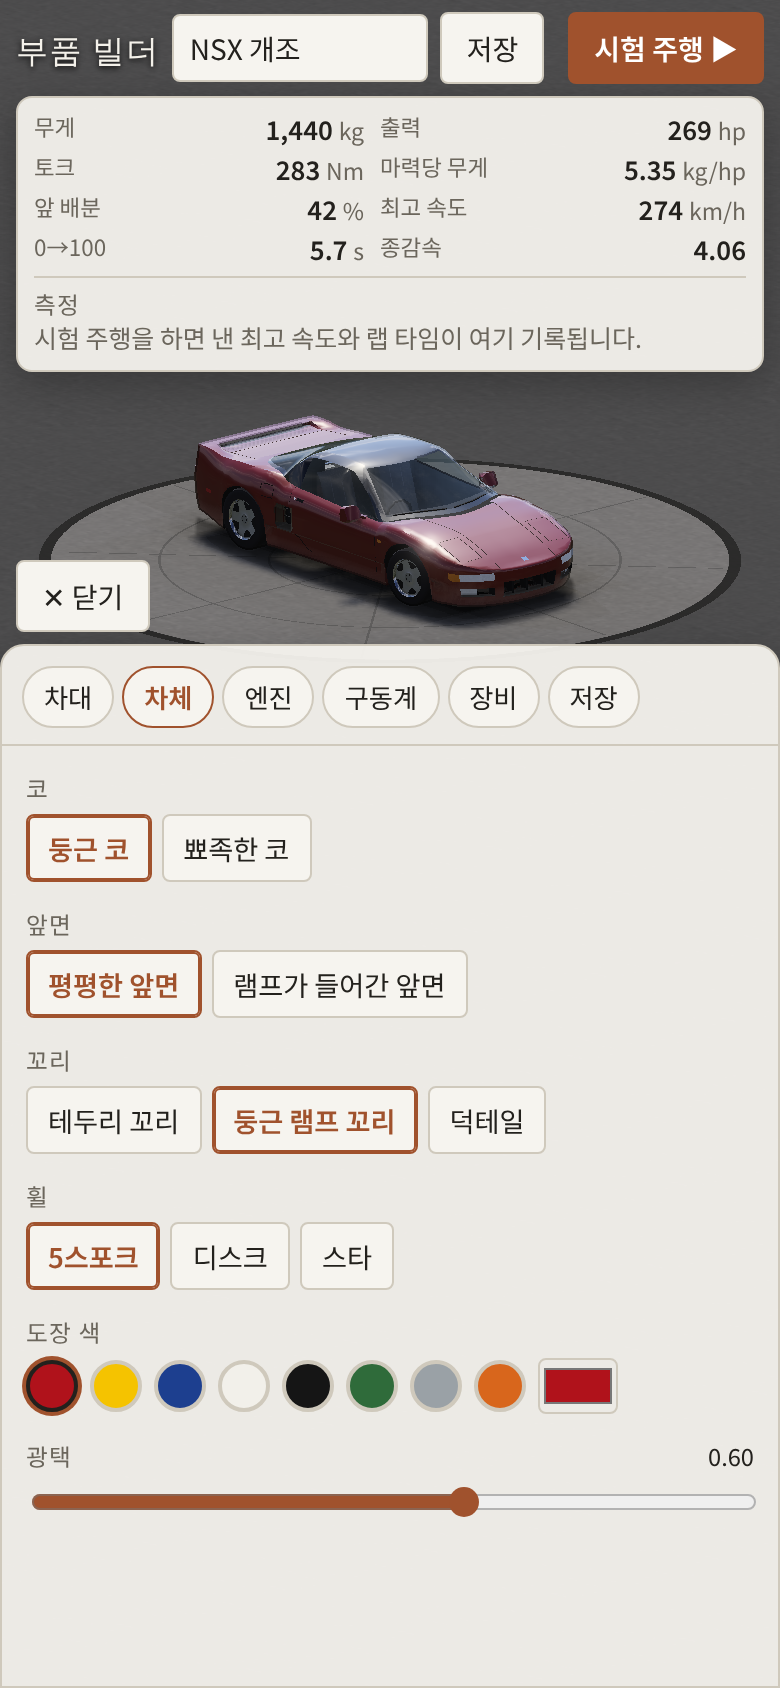 부품 빌더 NSX 개조 저장 시험 주행 ▶
무게 1,440 kg 출력 269 hp
토크 283 Nm 마력당 무게 5.35 kg/hp
앞 배분 42 % 최고 속도 274 km/h
0→100 5.7 s 종감속 4.06
측정
시험 주행을 하면 낸 최고 속도와 랩 타임이 여기 기록됩니다.
✕ 닫기
차대 차체 엔진 구동계 장비 저장
코
둥근 코 뾰족한 코
앞면
평평한 앞면 램프가 들어간 앞면
꼬리
테두리 꼬리 둥근 램프 꼬리 덕테일
휠
5스포크 디스크 스타
도장 색
광택 0.60